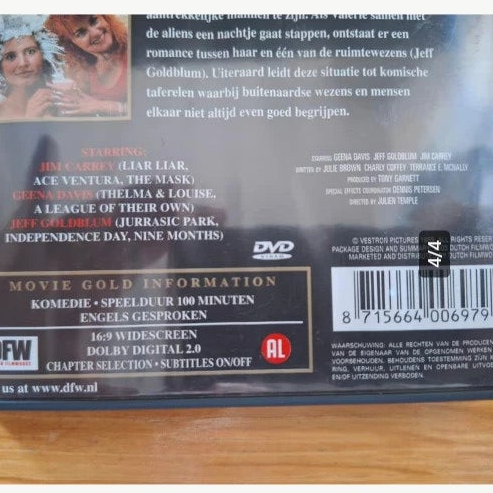 aantrekkelijke mannen te zijn. Als Valerie samen met
de aliens een nachtje gaat stappen, ontstaat er een
romance tussen haar en één van de ruimtewezens (Jeff
Goldblum). Uiteraard leidt deze situatie tot komische
taferelen waarbij buitenaardse wezens en mensen
elkaar niet altijd even goed begrijpen.
STARRING:
JIM CARREY (LIAR LIAR,
ACE VENTURA, THE MASK)
GEENA DAVIS (THELMA & LOUISE,
A LEAGUE OF THEIR OWN)
JEFF GOLDBLUM (JURRASIC PARK,
INDEPENDENCE DAY, NINE MONTHS)
STARRING GEENA DAVIS JEFF GOLDBLUM JIM CARREY
WRITTEN BY JULIE BROWN CHARLY COFFEY TERRANCE E. MCNALLY
PRODUCED BY TONY GARNETT
SPECIAL EFFECTS COORDINATOR DENNIS PETERSEN
DIRECTED BY JULIEN TEMPLE
DVD
VIDEO
© VESTRON PICTURES RIGHTS RESER
PACKAGE DESIGN AND SUMM DUTCH FILMWO
MARKETED AND DISTRI DUTCH FILMWO
4/4
MOVIE GOLD INFORMATION
KOMEDIE • SPEELDUUR 100 MINUTEN
ENGELS GESPROKEN
16:9 WIDESCREEN
DOLBY DIGITAL 2.0
CHAPTER SELECTION • SUBTITLES ON/OFF
AL
DFW
us at www.dfw.nl
8 715664 006979
WAARSCHUWING: ALLE RECHTEN VAN DE PRODUCEN
VAN DE EIGENAAR VAN DE OPGENOMEN WERKEN
VOORBEHOUDEN. BEHOUDENS TOESTEMMING ZIJN K
RING, VERHUUR, UITLENEN EN OPENBARE UITVOE
EN/OF UITZENDING VERBODEN.